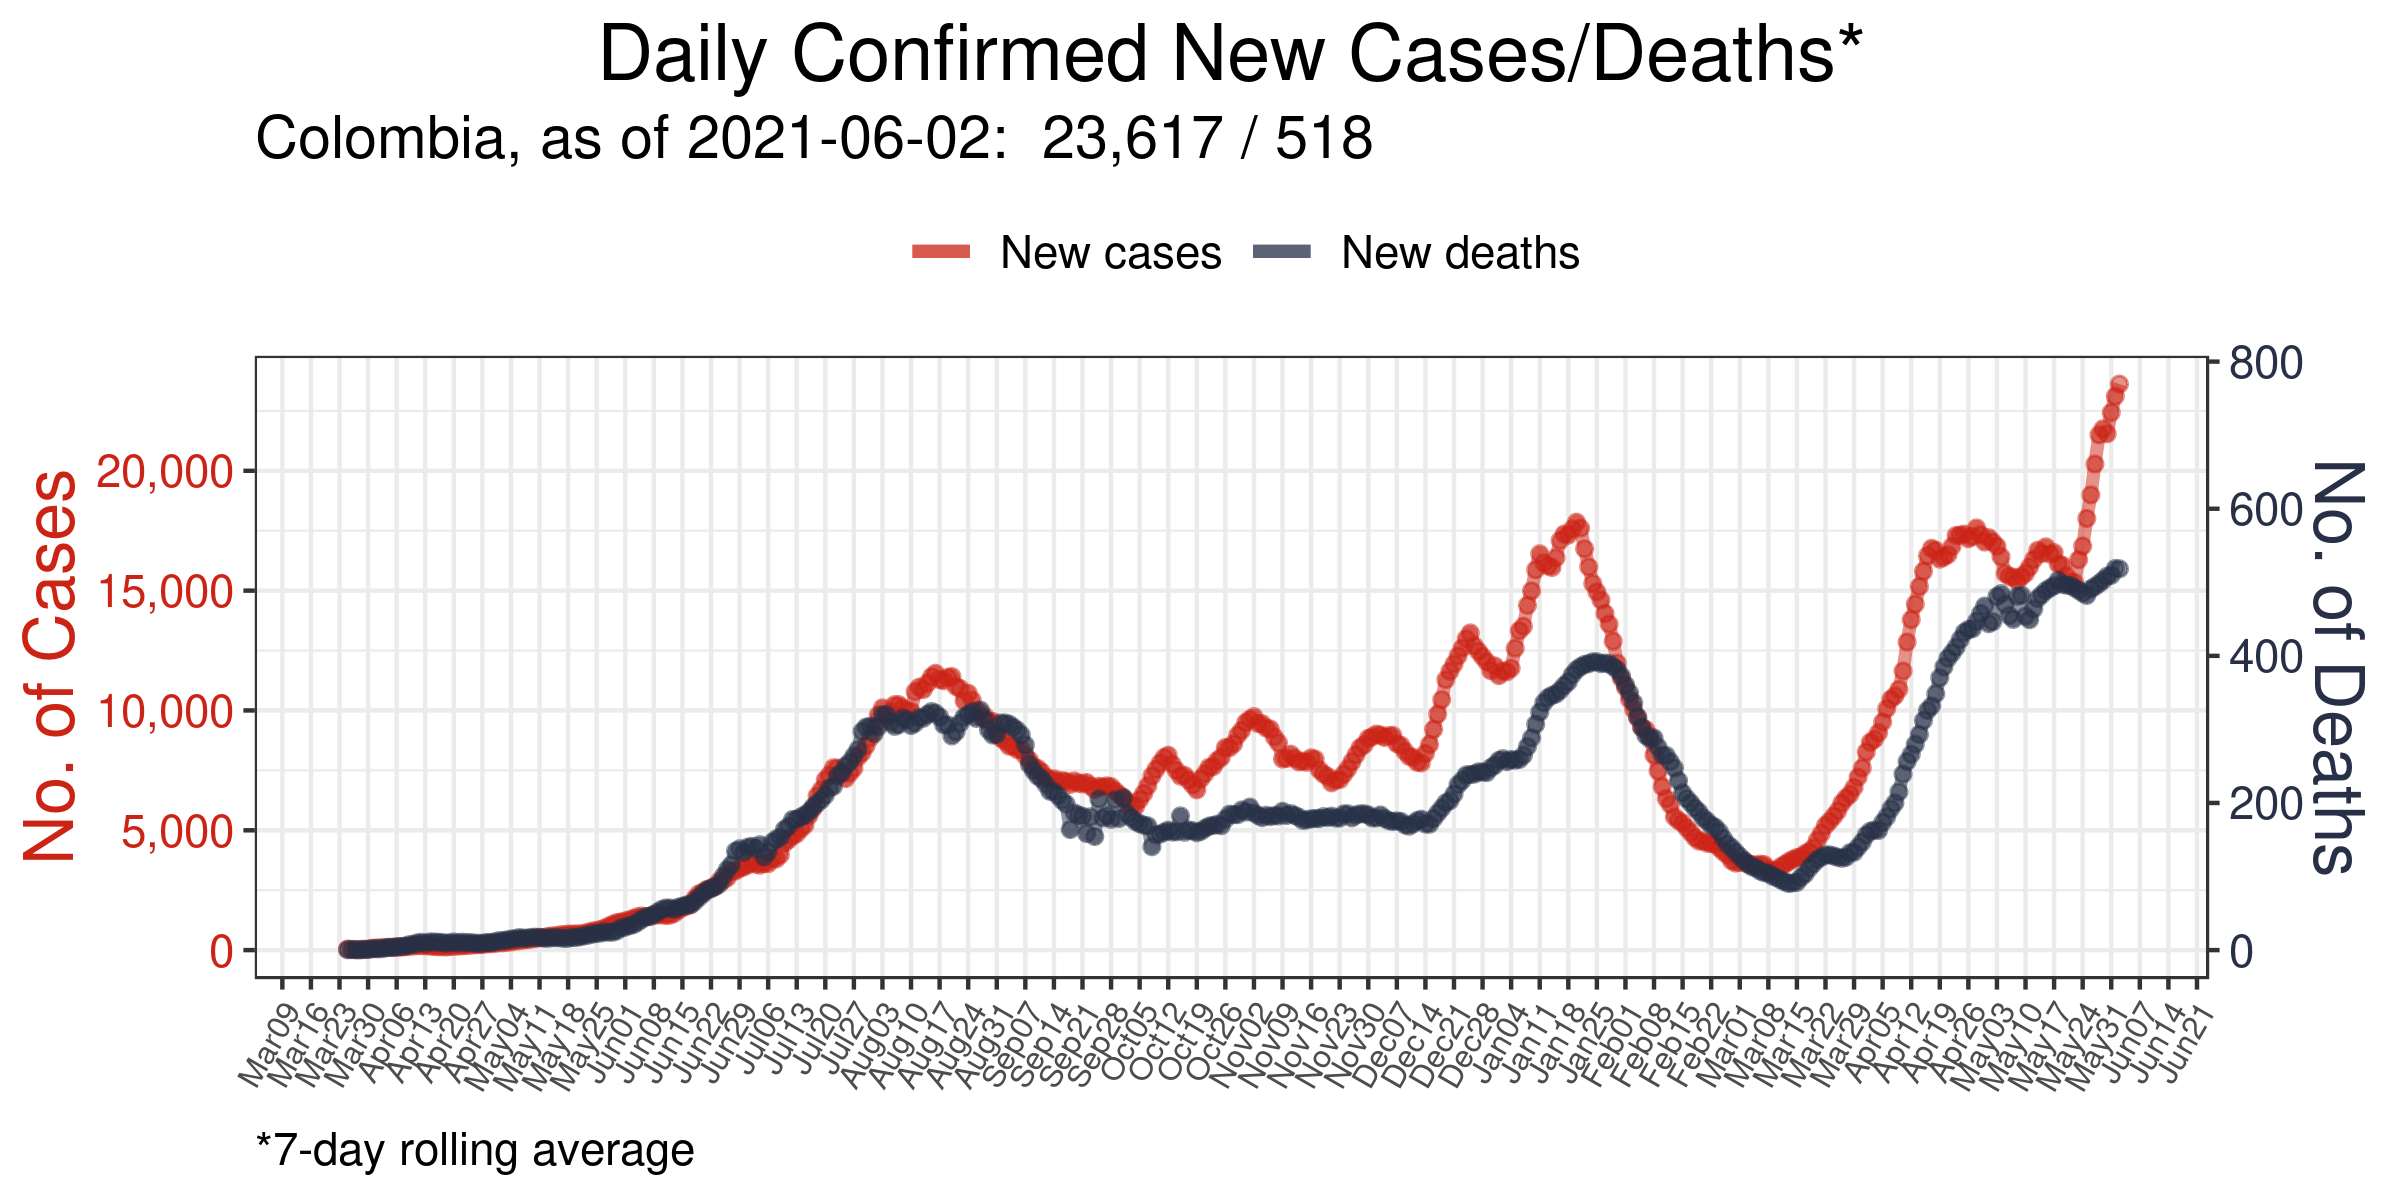 Daily Confirmed New Cases/Deaths*
Colombia, as of 2021-06-02:  23,617 / 518
New cases
New deaths
No. of Cases
20,000
15,000
10,000
5,000
0
800
600
400
200
0
No. of Deaths
Mar09
Mar16
Mar23
Mar30
Apr06
Apr13
Apr20
Apr27
May04
May11
May18
May25
Jun01
Jun08
Jun15
Jun22
Jun29
Jul06
Jul13
Jul20
Jul27
Aug03
Aug10
Aug17
Aug24
Aug31
Sep07
Sep14
Sep21
Sep28
Oct05
Oct12
Oct19
Oct26
Nov02
Nov09
Nov16
Nov23
Nov30
Dec07
Dec14
Dec21
Dec28
Jan04
Jan11
Jan18
Jan25
Feb01
Feb08
Feb15
Feb22
Mar01
Mar08
Mar15
Mar22
Mar29
Apr05
Apr12
Apr19
Apr26
May03
May10
May17
May24
May31
Jun07
Jun14
Jun21
*7-day rolling average